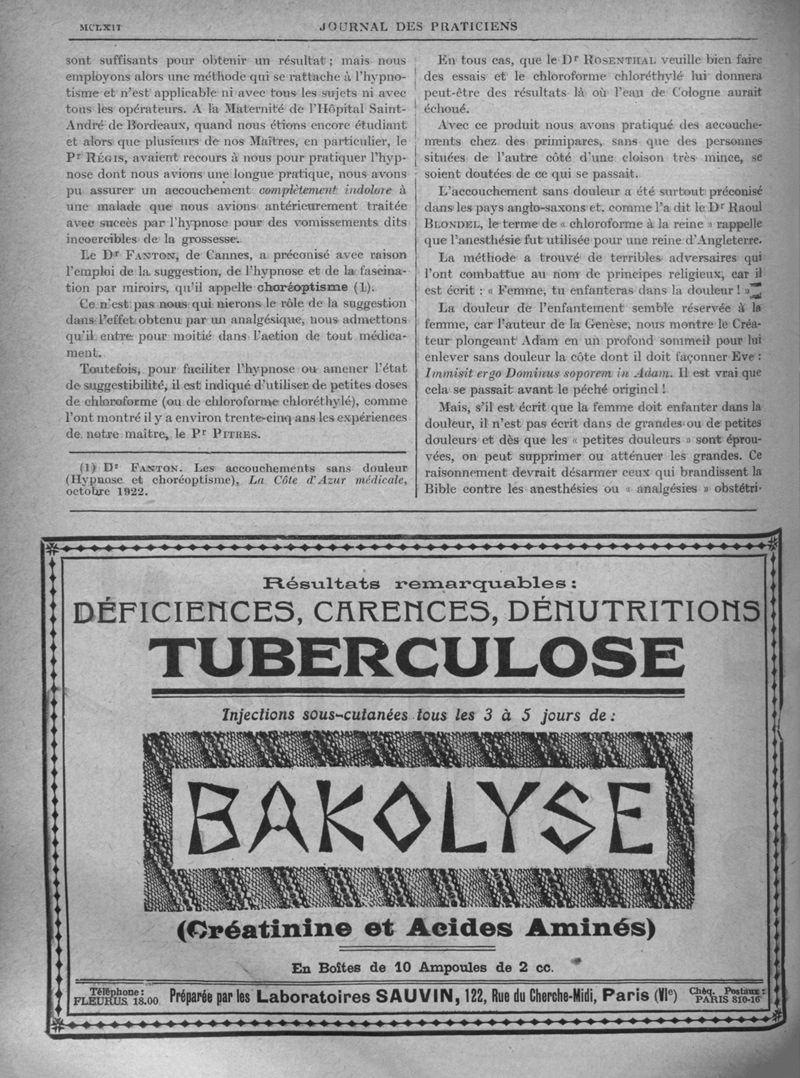 MCLXII
JOURNAL DES PRATICIENS
sont suffisants pour obtenir un résultat ; mais nous
employons alors une méthode qui se rattache à l'hypno-
tisme et n'est applicable ni avec tous les sujets ni avec
tous les opérateurs. A la Maternité de l'Hôpital Saint-
André de Bordeaux, quand nous étions encore étudiant
et alors que plusieurs de nos Maîtres, en particulier, le
Pr RÉGIS, avaient recours à nous pour pratiquer l'hyp-
nose dont nous avions une longue pratique, nous avons
pu assurer un accouchement complètement indolore à
une malade que nous avions antérieurement traitée
avec succès par l'hypnose pour des vomissements dits
incoercibles de la grossesse.
Le Dr FANTON, de Cannes, a préconisé avec raison
l'emploi de la suggestion, de l'hypnose et de la fascina-
tion par miroirs, qu'il appelle choréoptisme (1).
Ce n'est pas nous qui nierons le rôle de la suggestion
dans l'effet obtenu par un analgésique, nous admettons
qu'il entre pour moitié dans l'action de tout médica-
ment.
Toutefois, pour faciliter l'hypnose ou amener l'état
de suggestibilité, il est indiqué d'utiliser de petites doses
de chloroforme (ou de chloroforme chloréthylé), comme
l'ont montré il y a environ trente-cinq ans les expériences
de notre maître, le Pr PITRES.
(1) Dr FANTON. Les accouchements sans douleur
(Hypnose et choréoptisme), La Côte d'Azur médicale,
octobre 1922.
En tous cas, que le Dr ROSENTHAL veuille bien faire
des essais et le chloroforme chloréthylé lui donnera
peut-être des résultats là où l'eau de Cologne aurait
échoué.
Avec ce produit nous avons pratiqué des accouche-
ments chez des primipares, sans que des personnes
situées de l'autre côté d'une cloison très mince, se
soient doutées de ce qui se passait.
L'accouchement sans douleur a été surtout préconisé
dans les pays anglo-saxons et, comme l'a dit le Dr Raoul
BLONDEL, le terme de « chloroforme à la reine » rappelle
que l'anesthésie fut utilisée pour une reine d'Angleterre.
La méthode a trouvé de terribles adversaires qui
l'ont combattue au nom de principes religieux, car il
est écrit : « Femme, tu enfanteras dans la douleur ! »
La douleur de l'enfantement semble réservée à la
femme, car l'auteur de la Genèse, nous montre le Créa-
teur plongeant Adam en un profond sommeil pour lui
enlever sans douleur la côte dont il doit façonner Eve :
Immisit ergo Dominus soporem in Adam. Il est vrai que
cela se passait avant le péché originel !
Mais, s'il est écrit que la femme doit enfanter dans la
douleur, il n'est pas écrit dans de grandes ou de petites
douleurs et dès que les « petites douleurs » sont éprou-
vées, on peut supprimer ou atténuer les grandes. Ce
raisonnement devrait désarmer ceux qui brandissent la
Bible contre les anesthésies ou « analgésies » obstétri-
Résultats remarquables :
DÉFICIENCES, CARENCES, DÉNUTRITIONS
TUBERCULOSE
Injections sous-cutanées tous les 3 à 5 jours de :
BAKOLYSE
(Créatinine et Acides Aminés)
En Boîtes de 10 Ampoules de 2 cc.
Téléphone :
FLEURUS 18.00
Préparée par les Laboratoires SAUVIN, 122, Rue du Cherche-Midi, Paris (VIe)
Chèq. Postaux :
PARIS 810-16